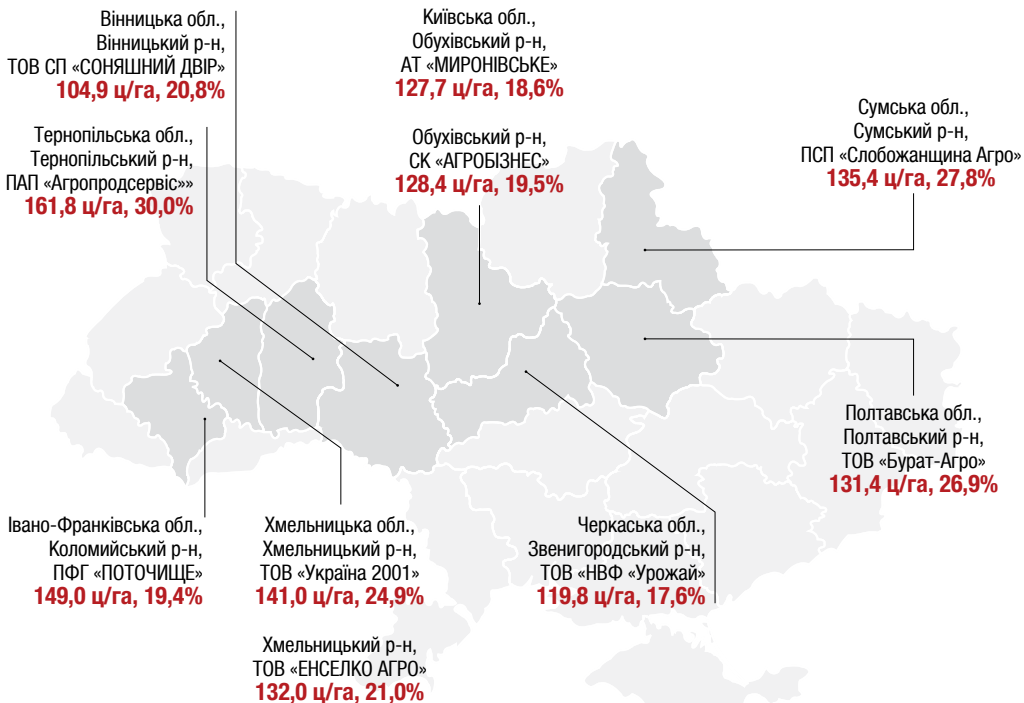 Вінницька обл.,
Вінницький р-н,
ТОВ СП «СОНЯШНИЙ ДВІР»
104,9 ц/га, 20,8%
Київська обл.,
Обухівський р-н,
АТ «МИРОНІВСЬКЕ»
127,7 ц/га, 18,6%
Обухівський р-н,
СК «АГРОБІЗНЕС»
128,4 ц/га, 19,5%
Тернопільська обл.,
Тернопільський р-н,
ПАП «Агропродсервіс»»
161,8 ц/га, 30,0%
Сумська обл.,
Сумський р-н,
ПСП «Слобожанщина Агро»
135,4 ц/га, 27,8%
Полтавська обл.,
Полтавський р-н,
ТОВ «Бурат-Агро»
131,4 ц/га, 26,9%
Івано-Франківська обл.,
Коломийський р-н,
ПФГ «ПОТОЧИЩЕ»
149,0 ц/га, 19,4%
Хмельницька обл.,
Хмельницький р-н,
ТОВ «Україна 2001»
141,0 ц/га, 24,9%
Хмельницький р-н,
ТОВ «ЕНСЕЛКО АГРО»
132,0 ц/га, 21,0%
Черкаська обл.,
Звенигородський р-н,
ТОВ «НВФ «Урожай»
119,8 ц/га, 17,6%